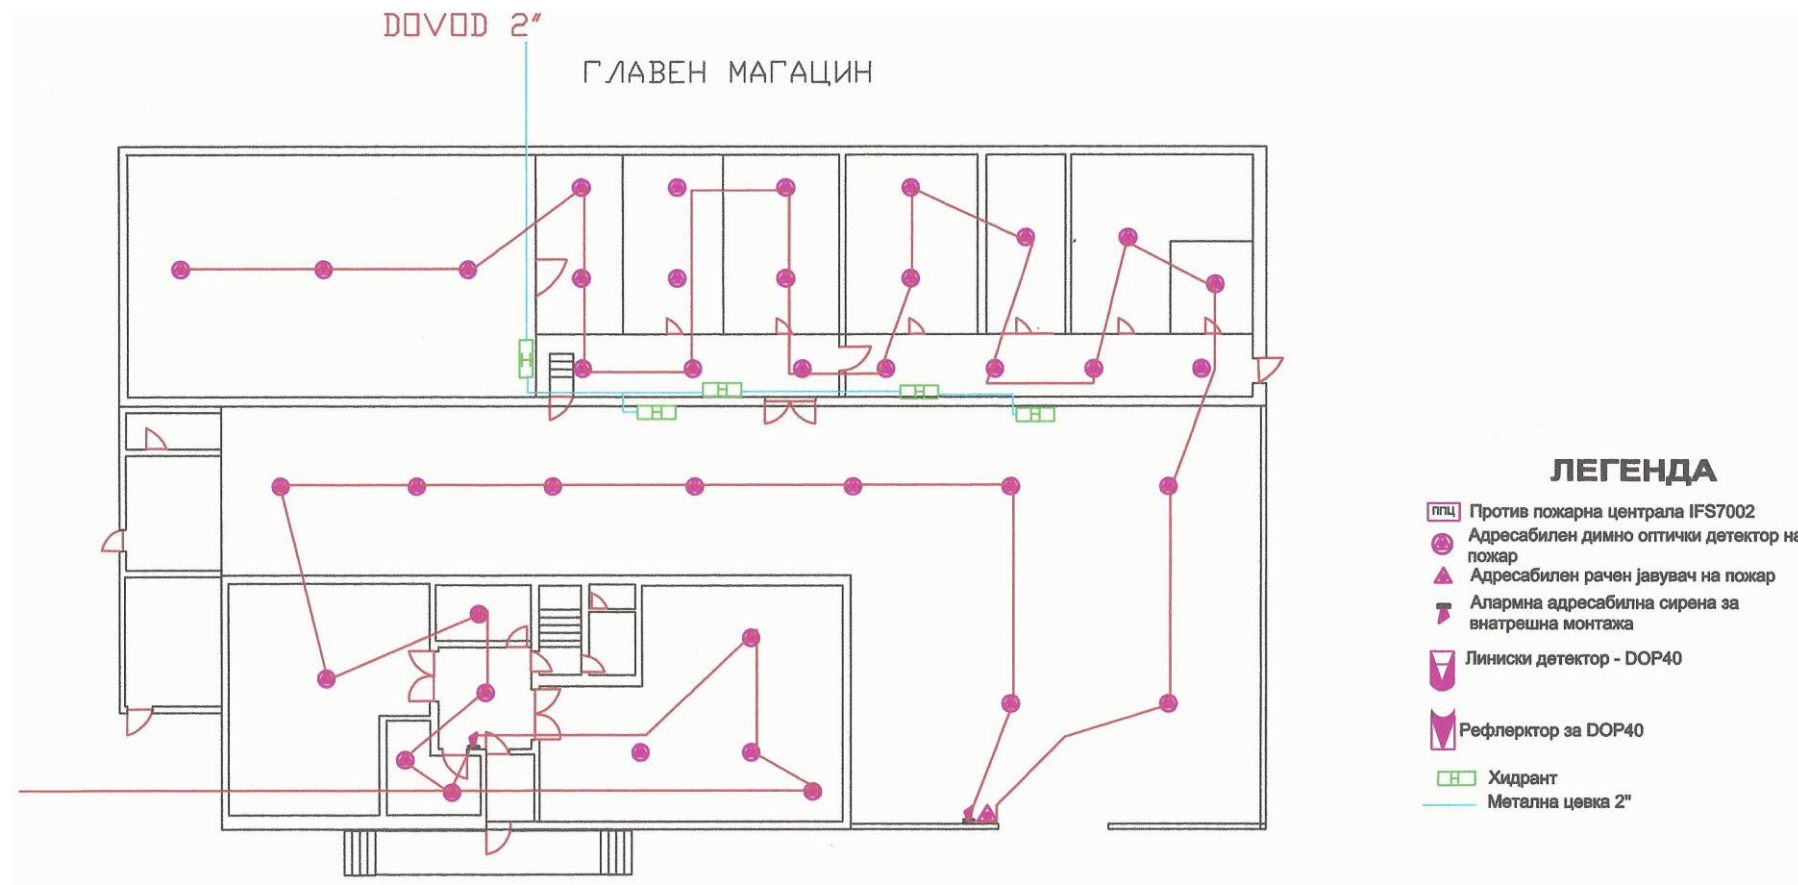 DOVOD 2"
ГЛАВЕН МАГАЦИН
ЛЕГЕНДА
ППЦ Против пожарна централа IFS7002
Адресабилен димно оптички детектор на
пожар
Адресабилен рачен јавувач на пожар
Алармна адресабилна сирена за
внатрешна монтажа
Линиски детектор - DOP40
Рефлерктор за DOP40
H Хидрант
Метална цевка 2"
H
H
H
H
H